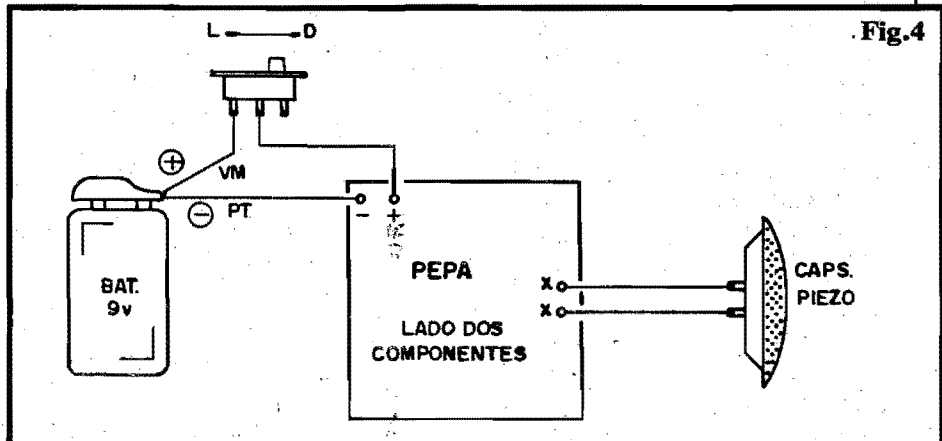 Fig.4
L D
+
VM
- PT.
- +
BAT.
9v
PEPA
LADO DOS
COMPONENTES
X
X
CAPS.
PIEZO